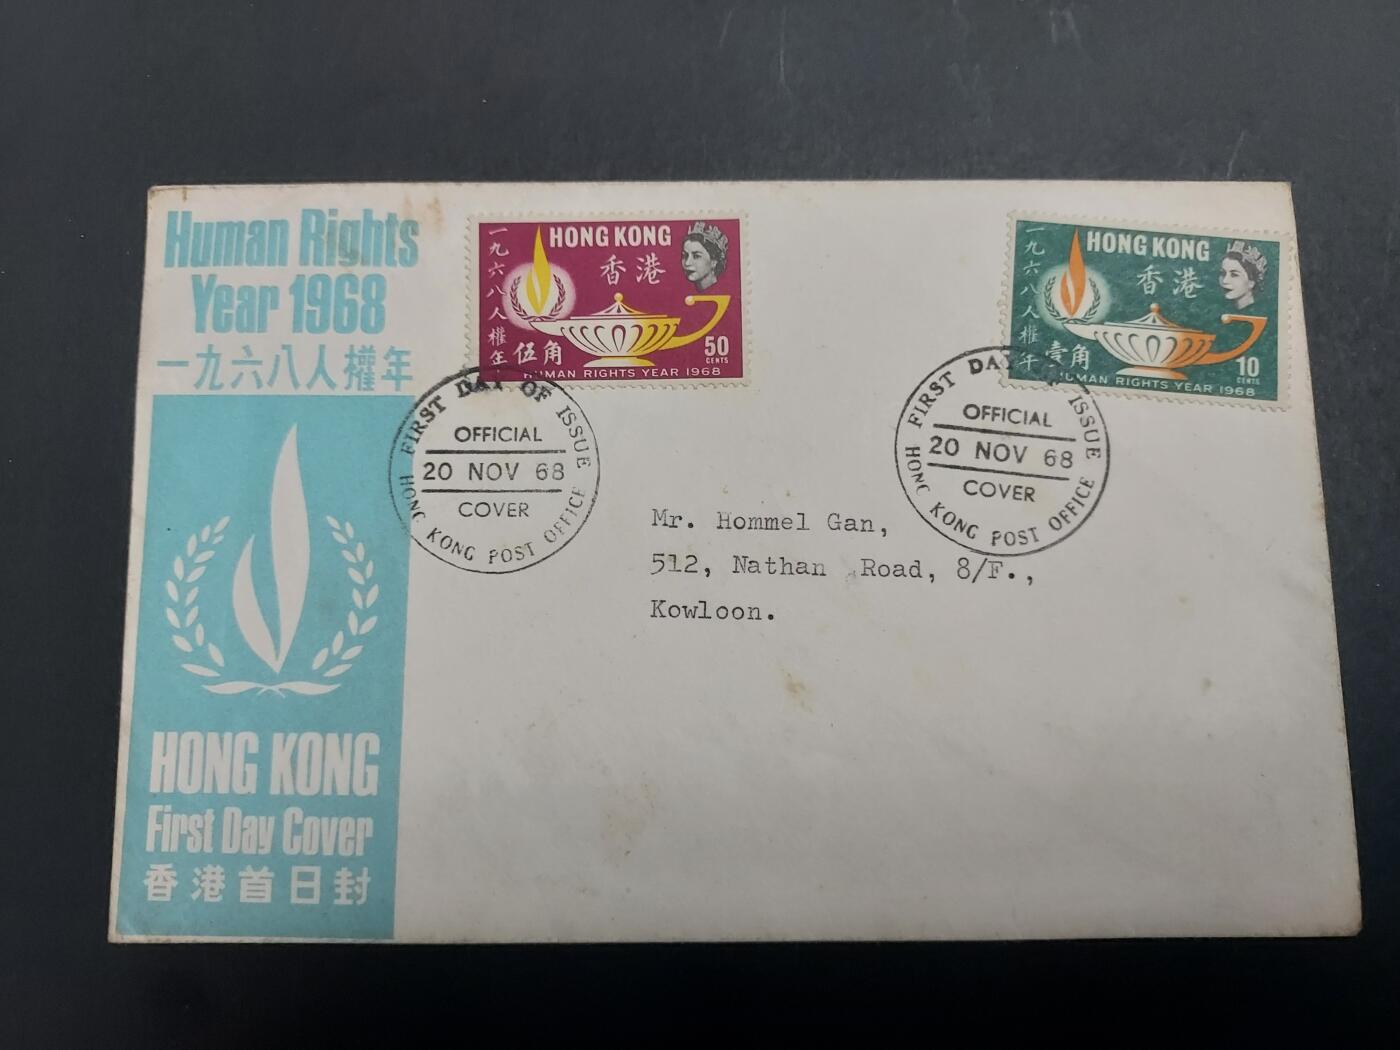 Human Rights
Year 1968
一九六八人權年
HONG KONG
First Day Cover
香港首日封
一九六八人權年
HONG KONG
香港
伍角
50
CENTS
HUMAN RIGHTS YEAR 1968
一九六八人權年
HONG KONG
香港
壹角
10
CENTS
HUMAN RIGHTS YEAR 1968
FIRST DAY OF ISSUE
OFFICIAL
20 NOV 68
COVER
HONG KONG POST OFFICE
FIRST DAY OF ISSUE
OFFICIAL
20 NOV 68
COVER
HONG KONG POST OFFICE
Mr. Hommel Gan,
512, Nathan Road, 8/F.,
Kowloon.